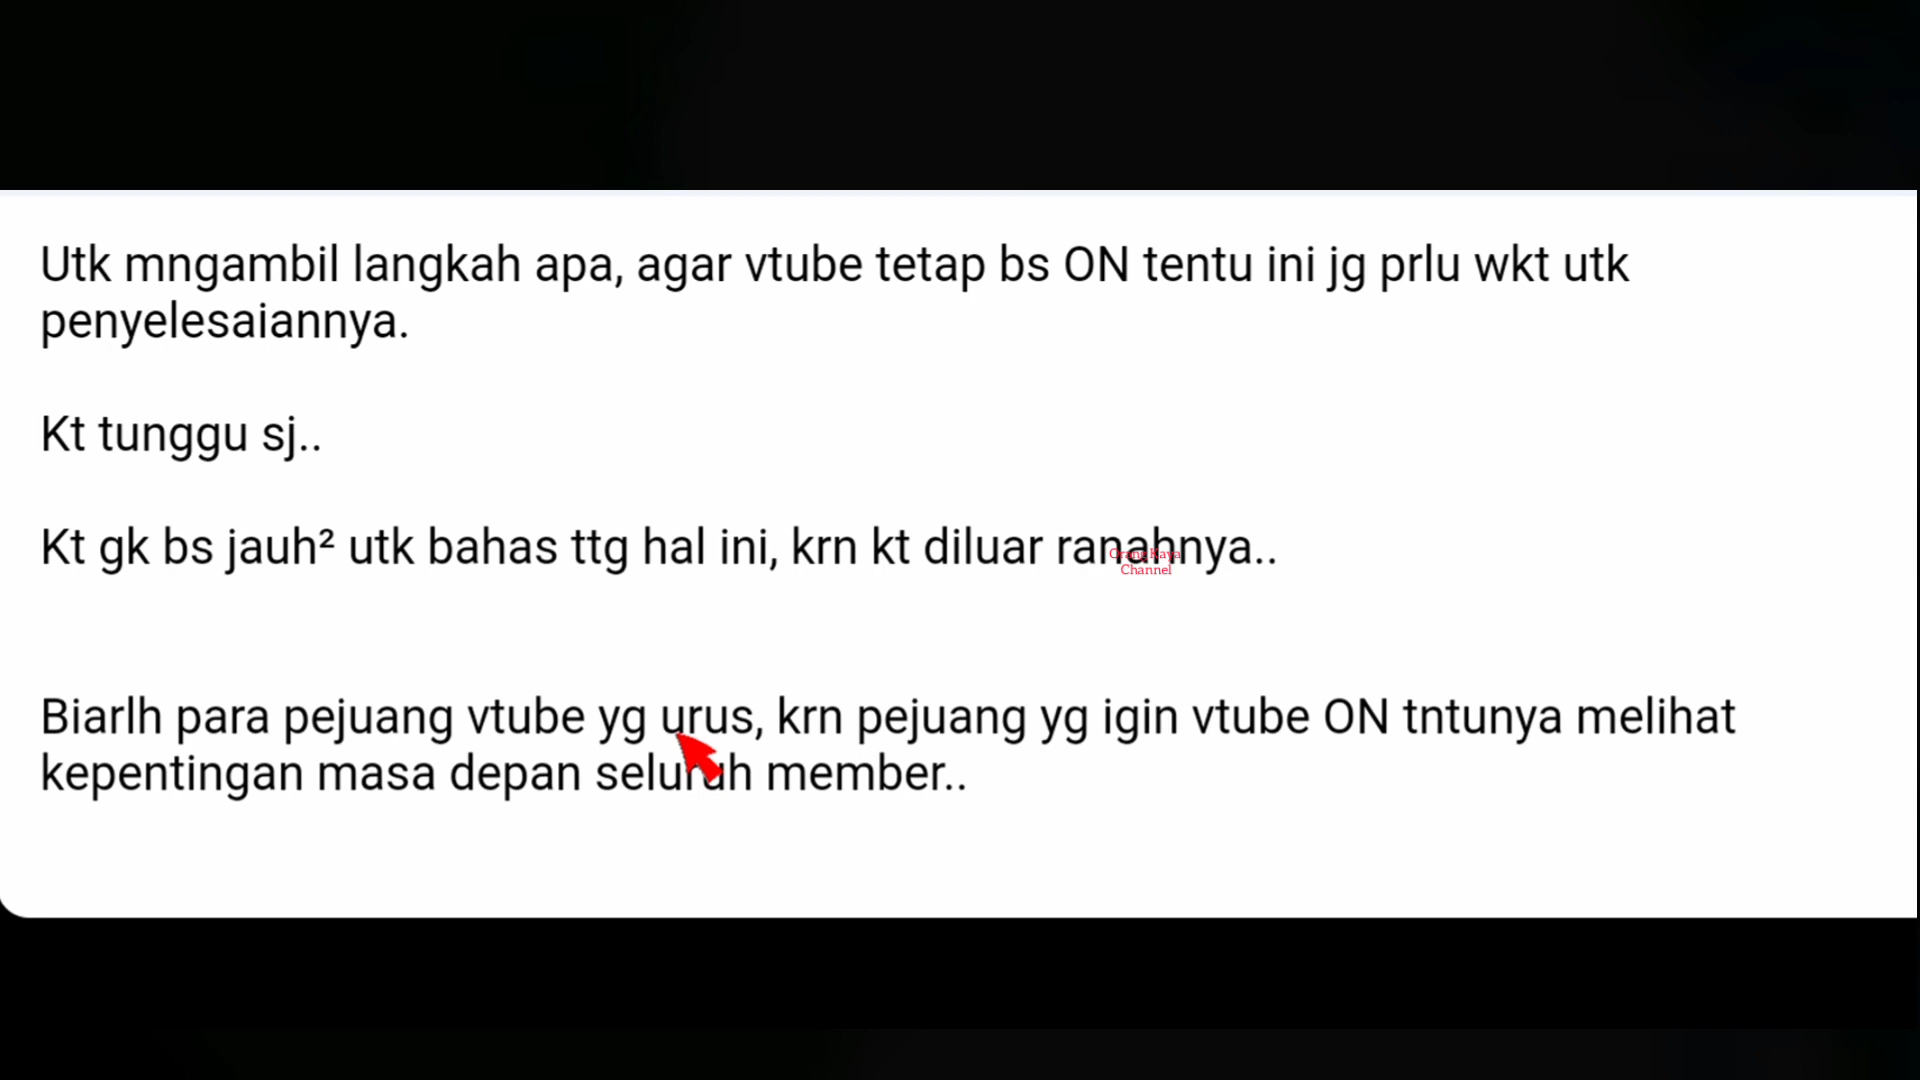 Utk mngambil langkah apa, agar vtube tetap bs ON tentu ini jg prlu wkt utk
penyelesaiannya.
Kt tunggu sj..
Kt gk bs jauh² utk bahas ttg hal ini, krn kt diluar ranahnya..
Orang Kaya
Channel
Biarlh para pejuang vtube yg urus, krn pejuang yg igin vtube ON tntunya melihat
kepentingan masa depan seluruh member..